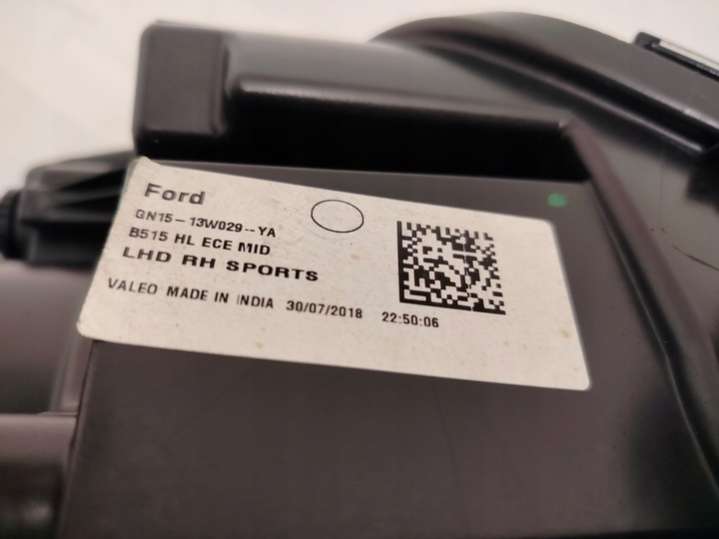 Ford
GN15-13W029--YA
B515 HL ECE MID
LHD RH SPORTS
VALEO MADE IN INDIA 30/07/2018 22:50:06